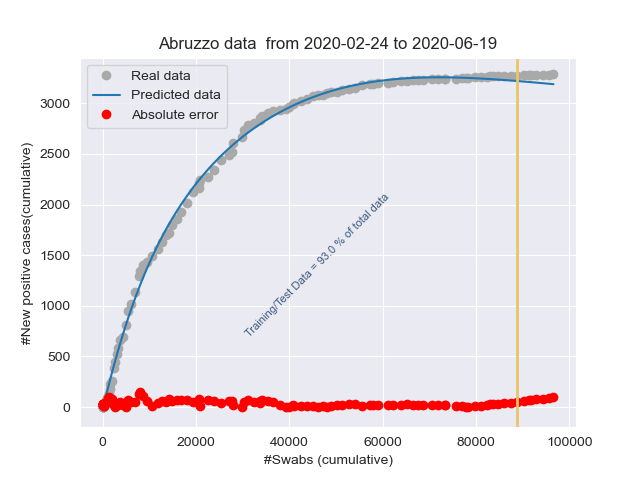 Abruzzo data  from 2020-02-24 to 2020-06-19
Real data
Predicted data
Absolute error
#New positive cases(cumulative)
3000
2500
2000
1500
1000
500
0
Training/Test Data = 93.0 % of total data
0 20000 40000 60000 80000 100000
#Swabs (cumulative)